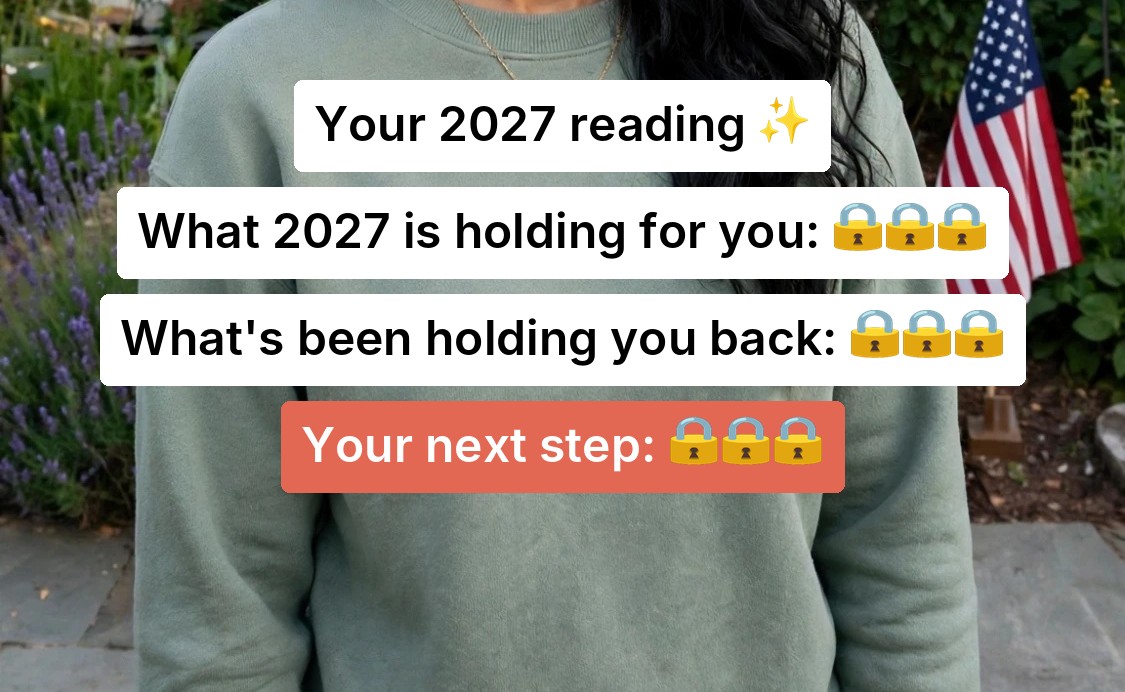 Your 2027 reading ✨
What 2027 is holding for you: 🔒🔒🔒
What's been holding you back: 🔒🔒🔒
Your next step: 🔒🔒🔒